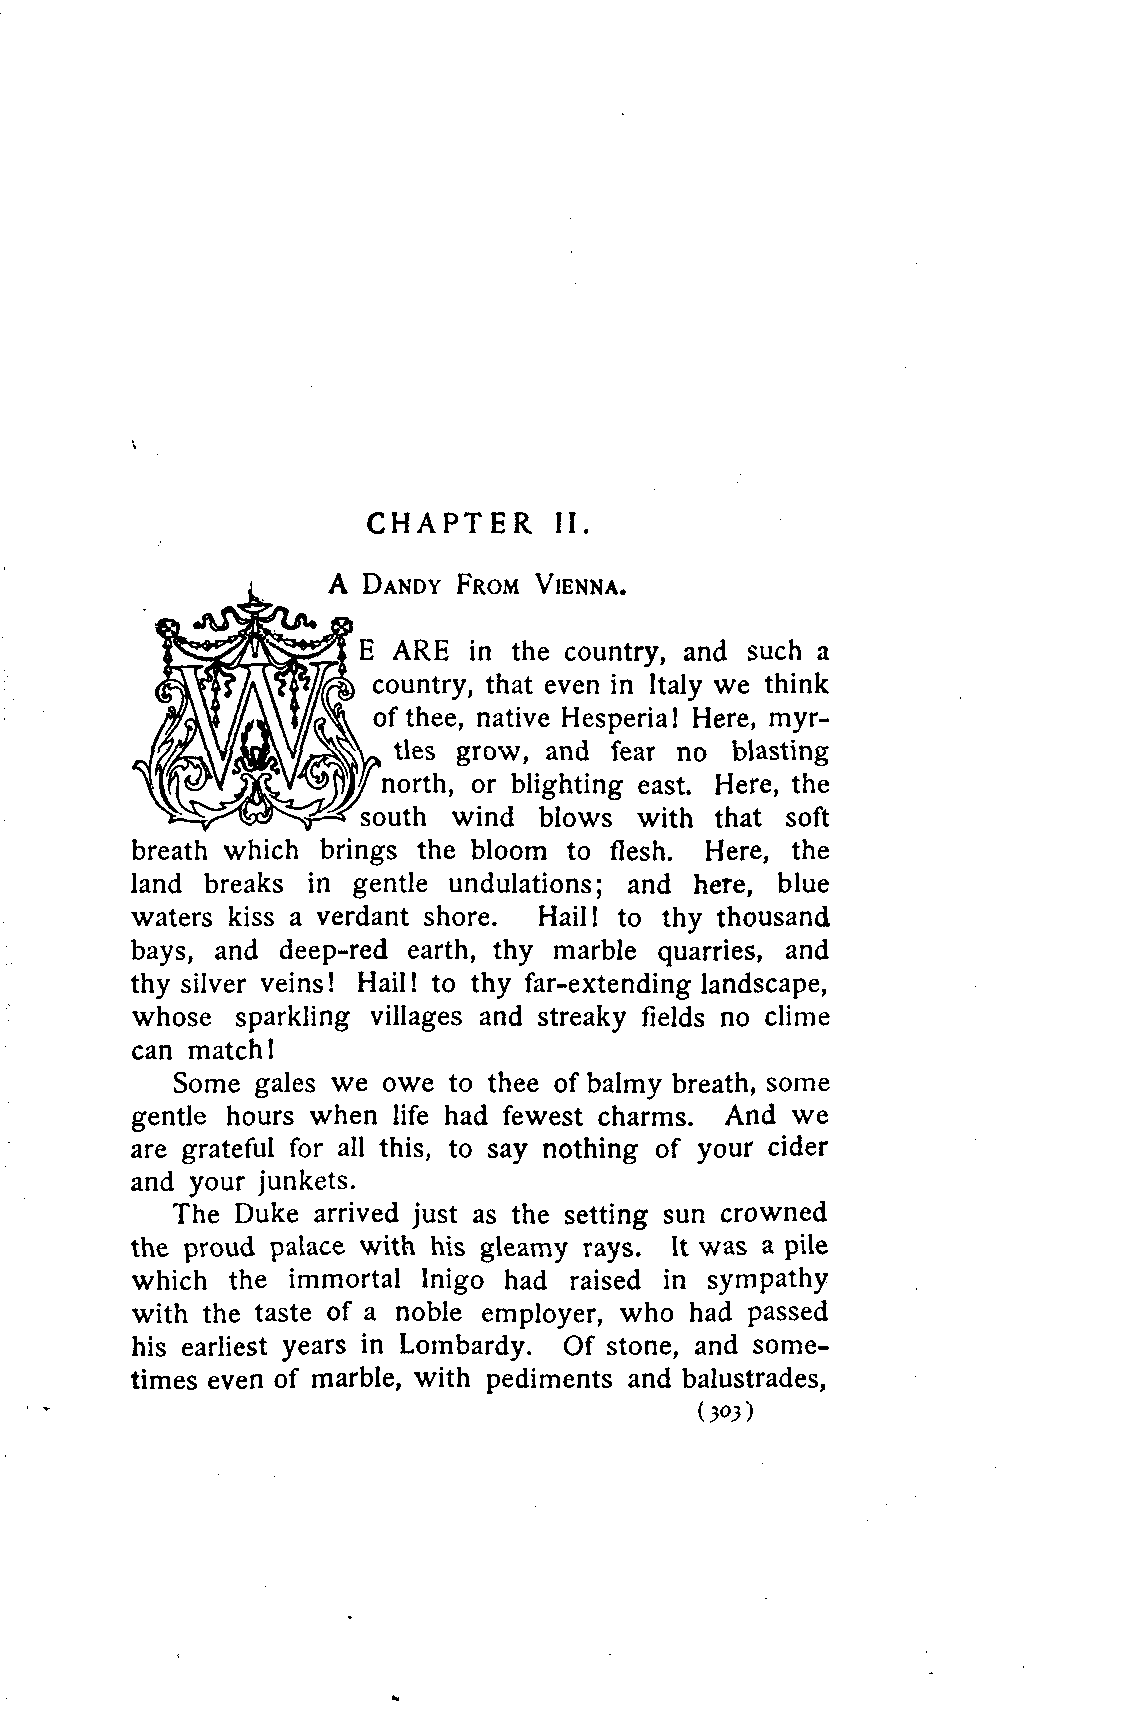 CHAPTER II.
A DANDY FROM VIENNA.
WE ARE in the country, and such a
country, that even in Italy we think
of thee, native Hesperia! Here, myr-
tles grow, and fear no blasting
north, or blighting east. Here, the
south wind blows with that soft
breath which brings the bloom to flesh. Here, the
land breaks in gentle undulations; and here, blue
waters kiss a verdant shore. Hail! to thy thousand
bays, and deep-red earth, thy marble quarries, and
thy silver veins! Hail! to thy far-extending landscape,
whose sparkling villages and streaky fields no clime
can match!
Some gales we owe to thee of balmy breath, some
gentle hours when life had fewest charms. And we
are grateful for all this, to say nothing of your cider
and your junkets.
The Duke arrived just as the setting sun crowned
the proud palace with his gleamy rays. It was a pile
which the immortal Inigo had raised in sympathy
with the taste of a noble employer, who had passed
his earliest years in Lombardy. Of stone, and some-
times even of marble, with pediments and balustrades,
(303)